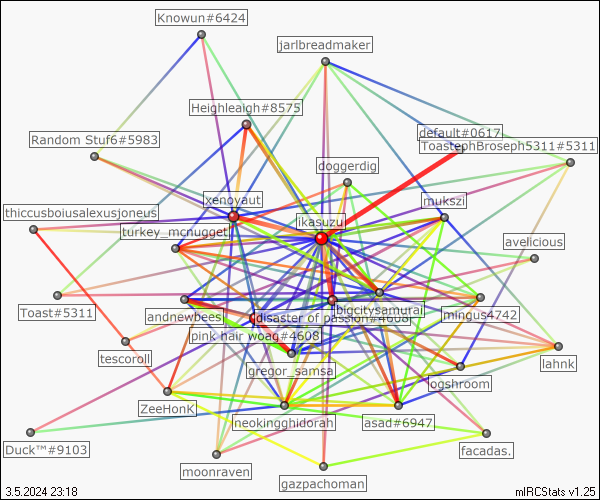 Knowun#6424
jarlbreadmaker
Heighleaigh#8575
default#0617
Random Stuf6#5983
ToastephBroseph5311#5311
doggerdig
xenoyaut
mukszi
thiccusboiusalexusjoneus
ikasuzu
turkey_mcnugget
avelicious
Toast#5311
andnewbees
bigcitysamurai
disaster of passion#4608
mingus4742
pink hair woag#4608
tescoroll
gregor_samsa
lahnk
ogshroom
ZeeHonK
neokingghidorah
asad#6947
Duck™#9103
facadas.
moonraven
gazpachoman
3.5.2024 23:18
mIRCStats v1.25